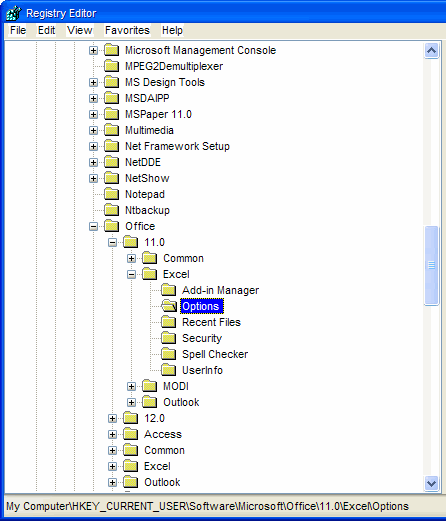 Registry Editor
File Edit View Favorites Help
Microsoft Management Console
MPEG2Demultiplexer
MS Design Tools
MSDAIPP
MSPaper 11.0
Multimedia
Net Framework Setup
NetDDE
NetShow
Notepad
Ntbackup
Office
11.0
Common
Excel
Add-in Manager
Options
Recent Files
Security
Spell Checker
UserInfo
MODI
Outlook
12.0
Access
Common
Excel
Outlook
My Computer\HKEY_CURRENT_USER\Software\Microsoft\Office\11.0\Excel\Options